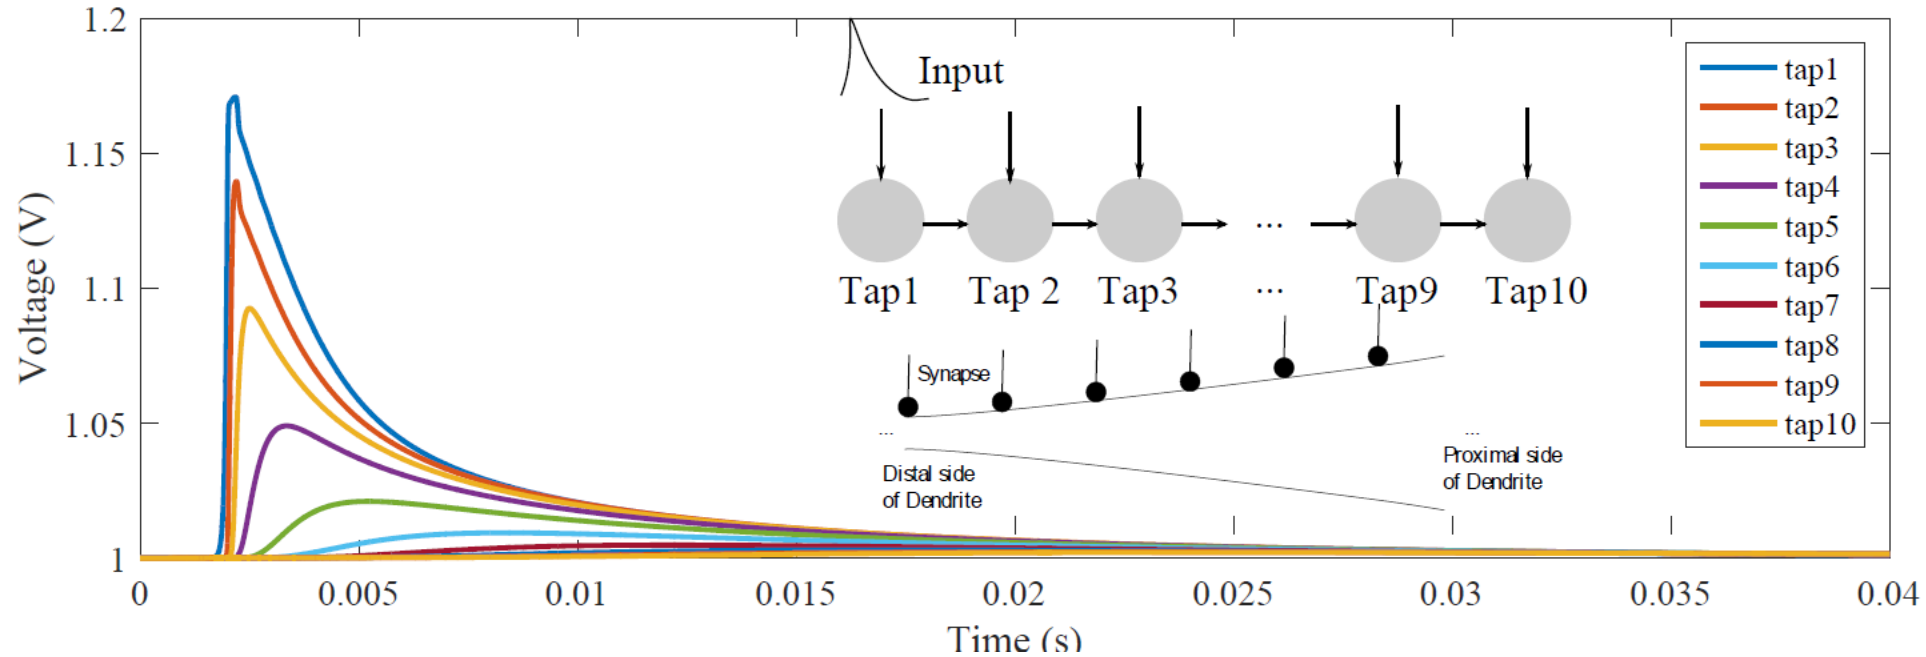 1.2
1.15
1.1
1.05
1
Voltage (V)
0
0.005
0.01
0.015
0.02
0.025
0.03
0.035
0.04
Time (s)
Input
...
Tap1
Tap 2
Tap3
...
Tap9
Tap10
Synapse
...
Distal side
of Dendrite
...
Proximal side
of Dendrite
tap1
tap2
tap3
tap4
tap5
tap6
tap7
tap8
tap9
tap10